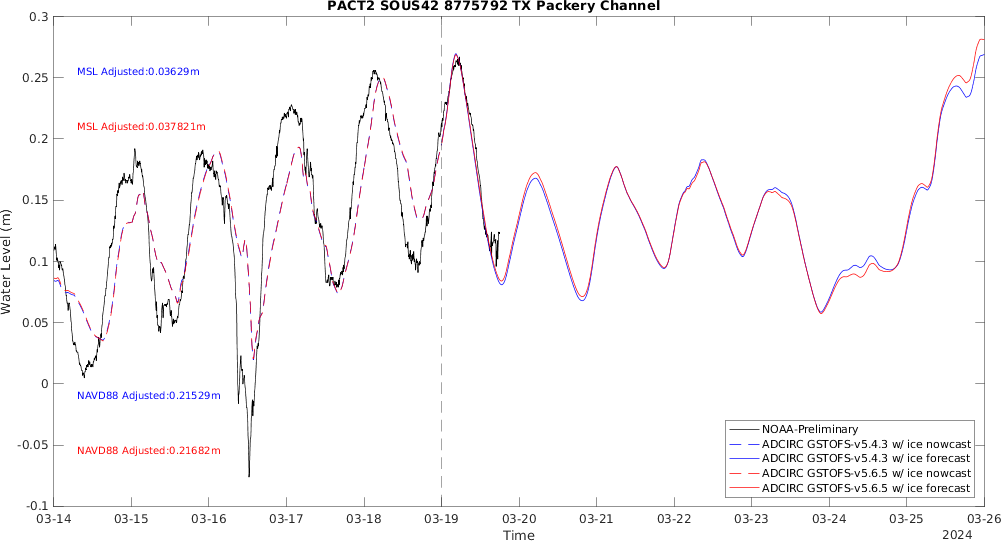 PACT2 SOUS42 8775792 TX Packery Channel
0.3
0.25
0.2
0.15
0.1
0.05
0
-0.05
-0.1
Water Level (m)
MSL Adjusted:0.03629m
MSL Adjusted:0.037821m
NAVD88 Adjusted:0.21529m
NAVD88 Adjusted:0.21682m
NOAA-Preliminary
ADCIRC GSTOFS-v5.4.3 w/ ice nowcast
ADCIRC GSTOFS-v5.4.3 w/ ice forecast
ADCIRC GSTOFS-v5.6.5 w/ ice nowcast
ADCIRC GSTOFS-v5.6.5 w/ ice forecast
03-14 03-15 03-16 03-17 03-18 03-19 03-20 03-21 03-22 03-23 03-24 03-25 03-26
Time
2024